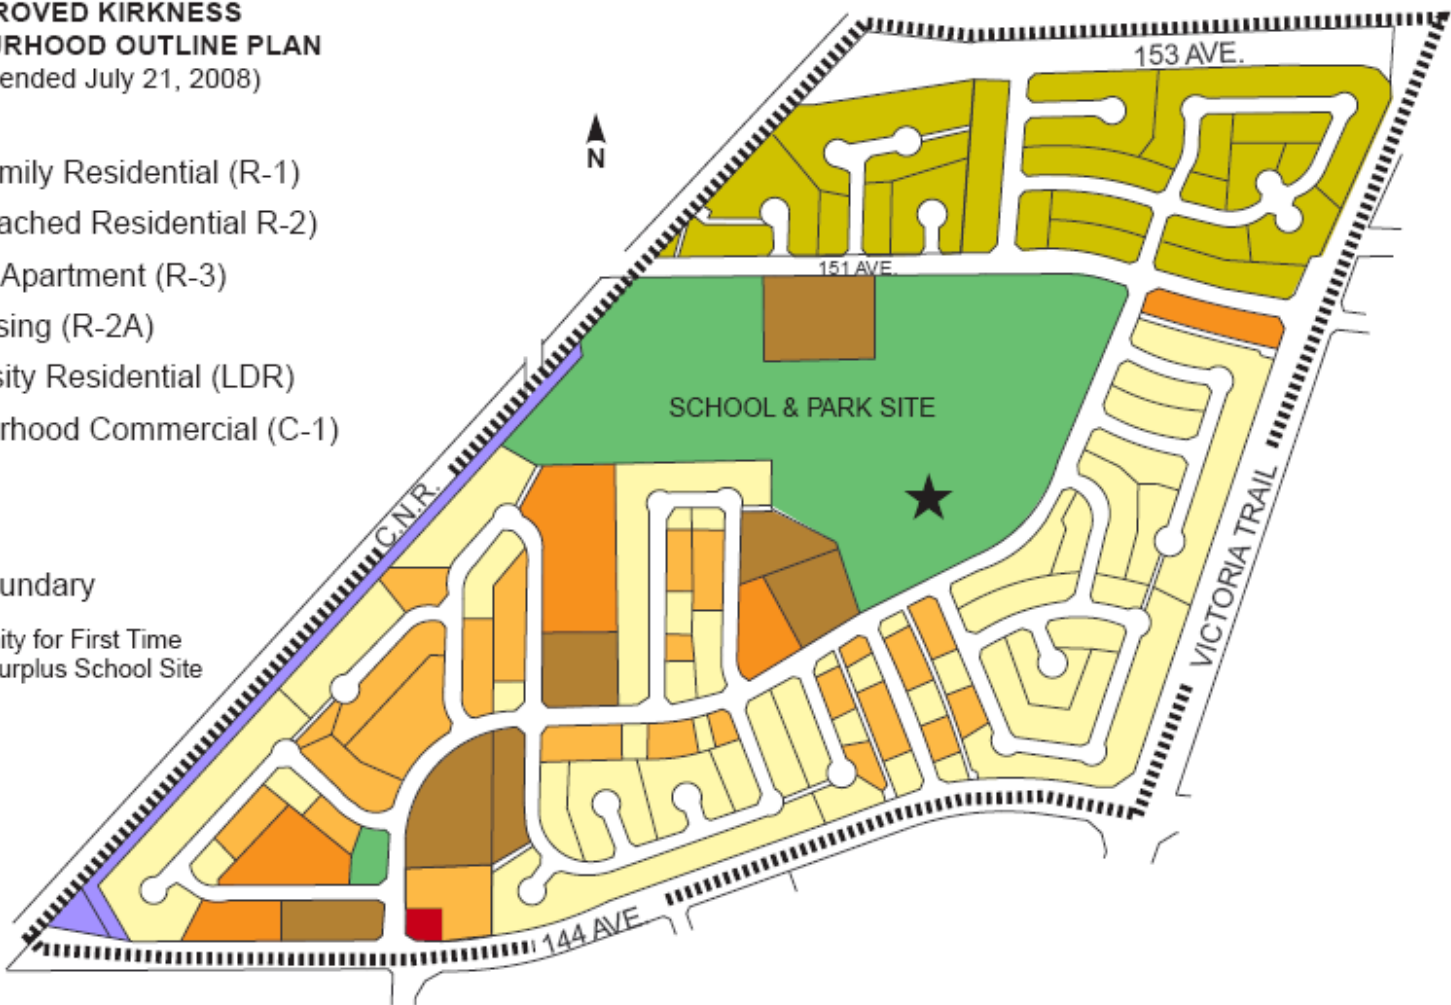 ROVED KIRKNESS
URHOOD OUTLINE PLAN
ended July 21, 2008)
mily Residential (R-1)
ached Residential R-2)
Apartment (R-3)
sing (R-2A)
sity Residential (LDR)
rhood Commercial (C-1)
undary
ity for First Time
urplus School Site
N
153 AVE.
151 AVE.
SCHOOL & PARK SITE
C.N.R.
VICTORIA TRAIL
144 AVE.